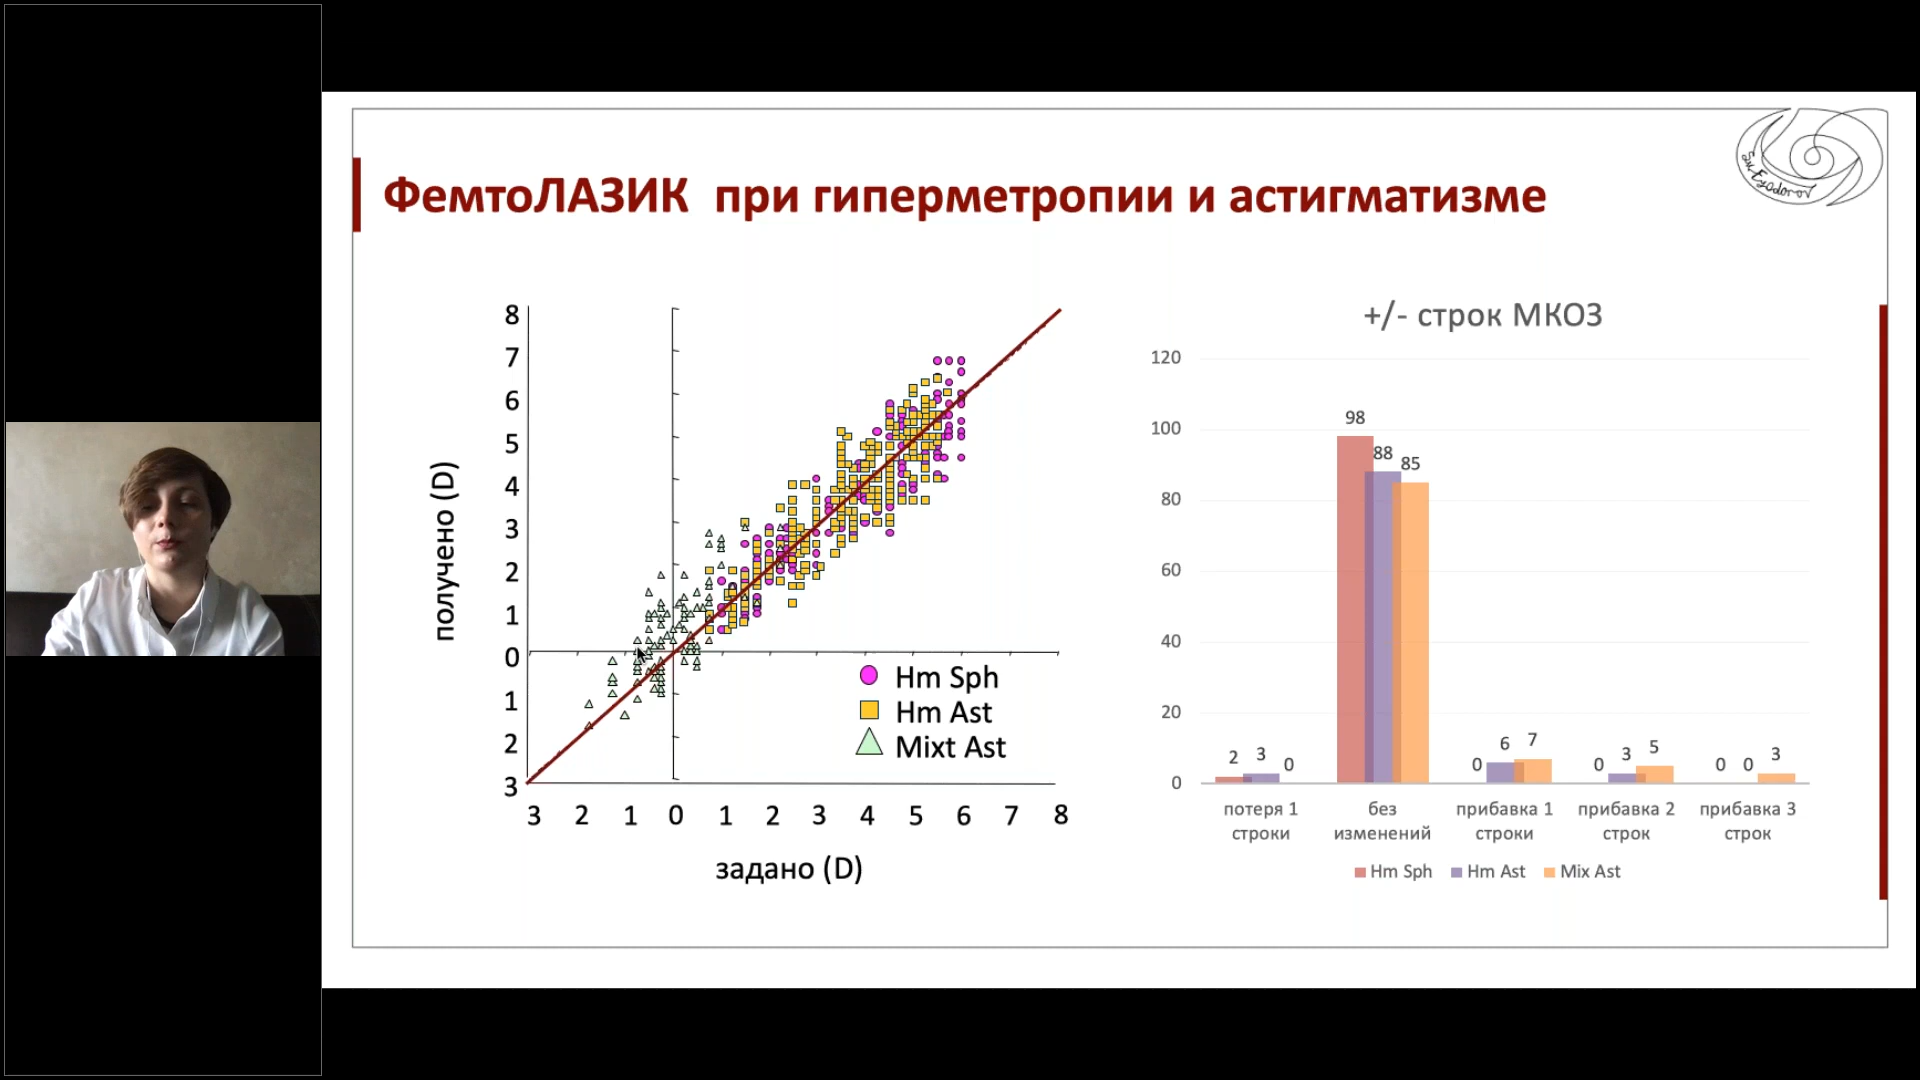 ФемтоЛАЗИК при гиперметропии и астигматизме
Sv. Fyodorov
получено (D)
8
7
6
5
4
3
2
1
0
1
2
3
3 2 1 0 1 2 3 4 5 6 7 8
задано (D)
Hm Sph
Hm Ast
Mixt Ast
+/- строк МКОЗ
120
100
80
60
40
20
0
2 3 0
98 88 85
0 6 7
0 3 5
0 0 3
потеря 1
строки
без
изменений
прибавка 1
строки
прибавка 2
строк
прибавка 3
строк
Hm Sph Hm Ast Mix Ast